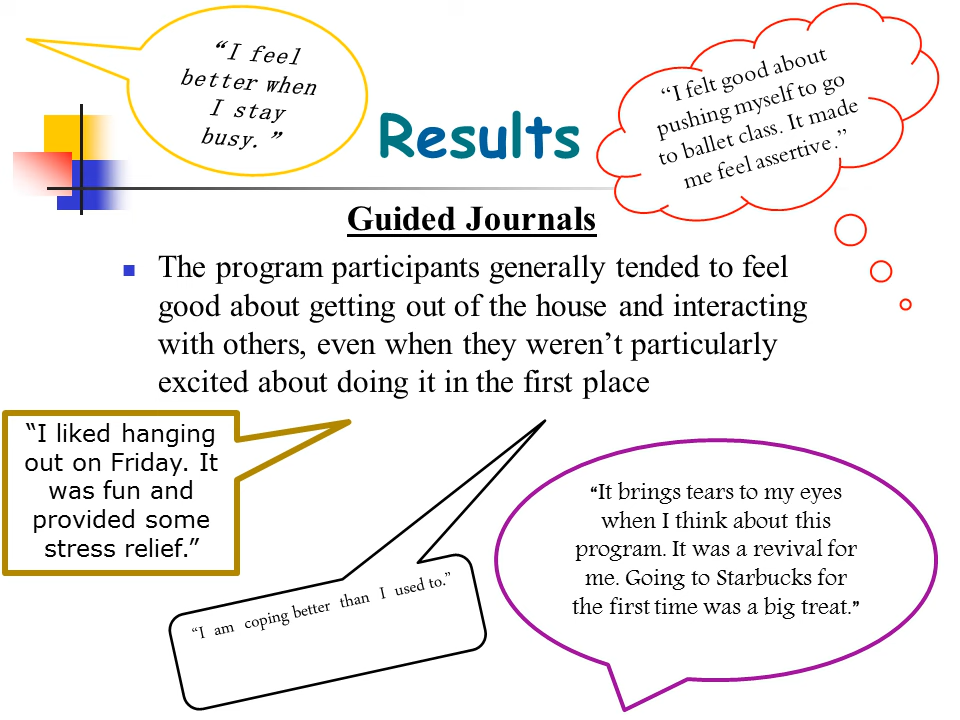 “I feel
better when
I stay
busy.”
“I felt good about
pushing myself to go
to ballet class. It made
me feel assertive.”
Results
Guided Journals
The program participants generally tended to feel
good about getting out of the house and interacting
with others, even when they weren’t particularly
excited about doing it in the first place
“I liked hanging
out on Friday. It
was fun and
provided some
stress relief.”
“I am coping better than I used to.”
“It brings tears to my eyes
when I think about this
program. It was a revival for
me. Going to Starbucks for
the first time was a big treat.”